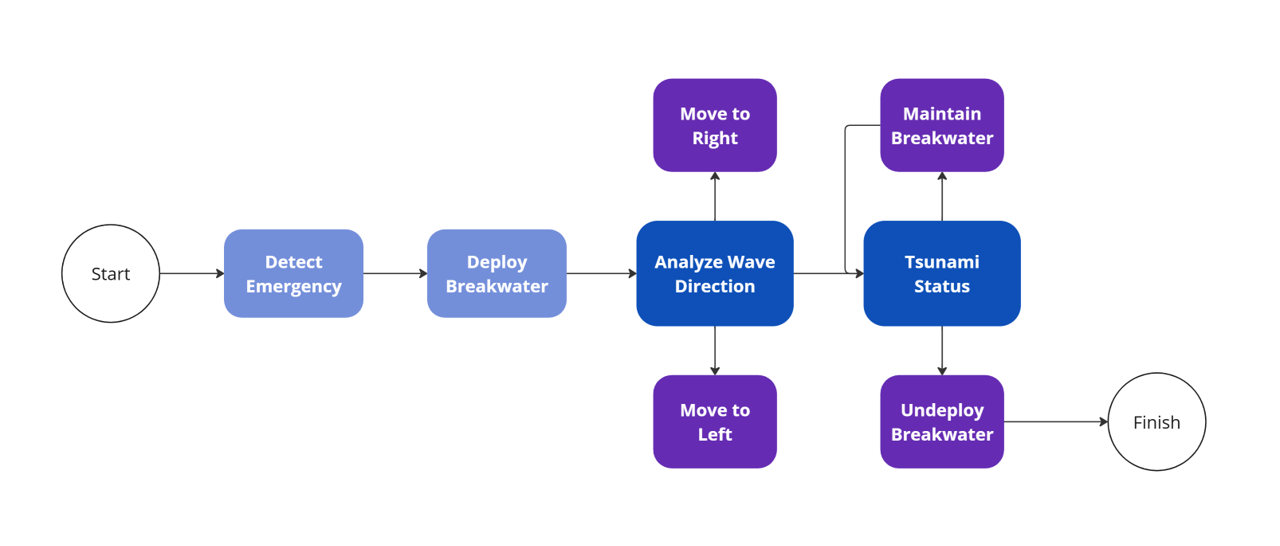 Start
Detect
Emergency
Deploy
Breakwater
Analyze Wave
Direction
Move to
Right
Move to
Left
Tsunami
Status
Maintain
Breakwater
Undeploy
Breakwater
Finish